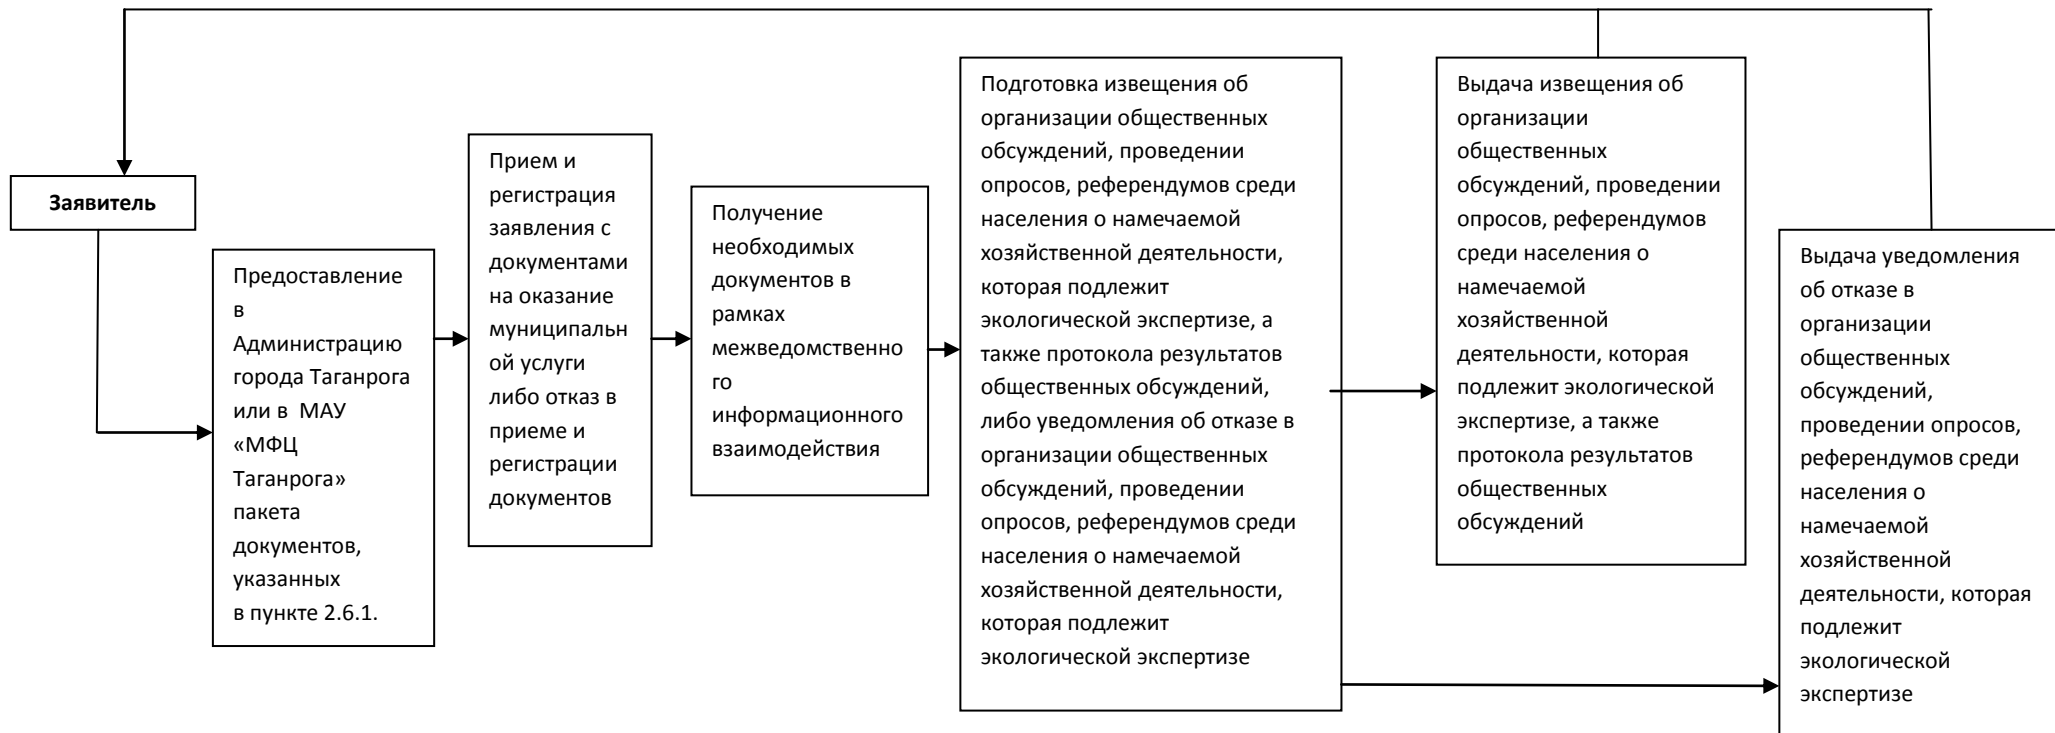 Заявитель
Предоставление
в
Администрацию
города Таганрога
или в МАУ
«МФЦ
Таганрога»
пакета
документов,
указанных
в пункте 2.6.1.
Прием и
регистрация
заявления с
документами
на оказание
муниципальн
ой услуги
либо отказ в
приеме и
регистрации
документов
Получение
необходимых
документов в
рамках
межведомственно
го
информационного
взаимодействия
Подготовка извещения об
организации общественных
обсуждений, проведении
опросов, референдумов среди
населения о намечаемой
хозяйственной деятельности,
которая подлежит
экологической экспертизе, а
также протокола результатов
общественных обсуждений,
либо уведомления об отказе в
организации общественных
обсуждений, проведении
опросов, референдумов среди
населения о намечаемой
хозяйственной деятельности,
которая подлежит
экологической экспертизе
Выдача извещения об
организации
общественных
обсуждений, проведении
опросов, референдумов
среди населения о
намечаемой
хозяйственной
деятельности, которая
подлежит экологической
экспертизе, а также
протокола результатов
общественных
обсуждений
Выдача уведомления
об отказе в
организации
общественных
обсуждений,
проведении опросов,
референдумов среди
населения о
намечаемой
хозяйственной
деятельности, которая
подлежит
экологической
экспертизе